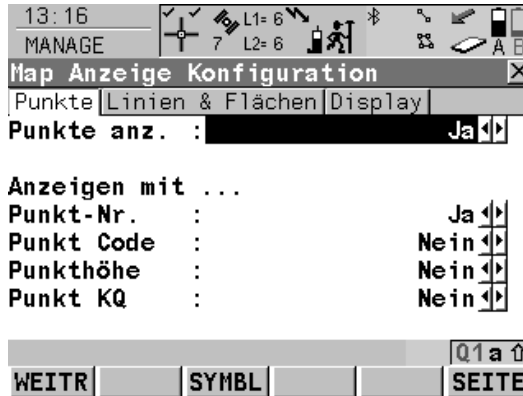 13:16
MANAGE
7
L1= 6
L2= 6
A B
Map Anzeige Konfiguration X
Punkte Linien & Flächen Display
Punkte anz. : Ja
Anzeigen mit ...
Punkt-Nr. : Ja
Punkt Code : Nein
Punkthöhe : Nein
Punkt KQ : Nein
Q1 a ⇧
WEITR SYMBL SEITE